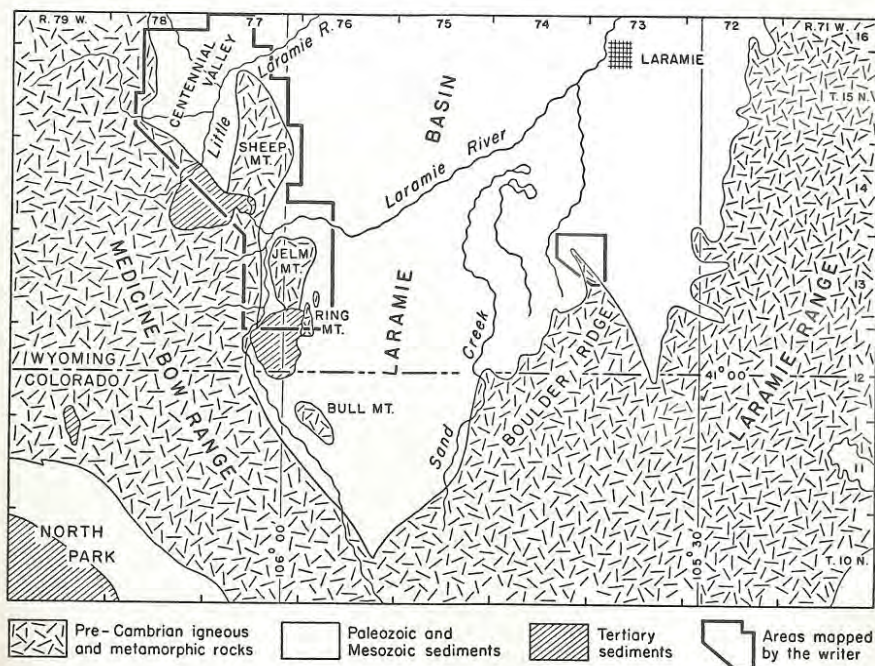 R. 79 W. 78 77 76 75 74 73 72 R. 71 W.
16
CENTENNIAL
VALLEY
Laramie R.
Little
LARAMIE
T. 15 N.
BASIN
SHEEP
MT.
Laramie River
14
MEDICINE BOW RANGE
JELM
MT.
13
RING
MT.
LARAMIE
Creek
Sand
BOULDER RIDGE
LARAMIE RANGE
WYOMING
COLORADO
41° 00
12
BULL MT.
11
NORTH
PARK
106° 00
105° 30
T. 10 N.
Pre-Cambrian igneous
and metamorphic rocks
Paleozoic and
Mesozoic sediments
Tertiary
sediments
Areas mapped
by the writer